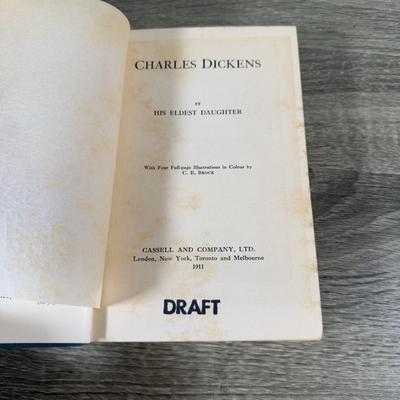 CHARLES DICKENS
BY
HIS ELDEST DAUGHTER
With Four Full-page Illustrations in Colour by
C. E. BROCK
CASSELL AND COMPANY, LTD.
London, New York, Toronto and Melbourne
1911
DRAFT